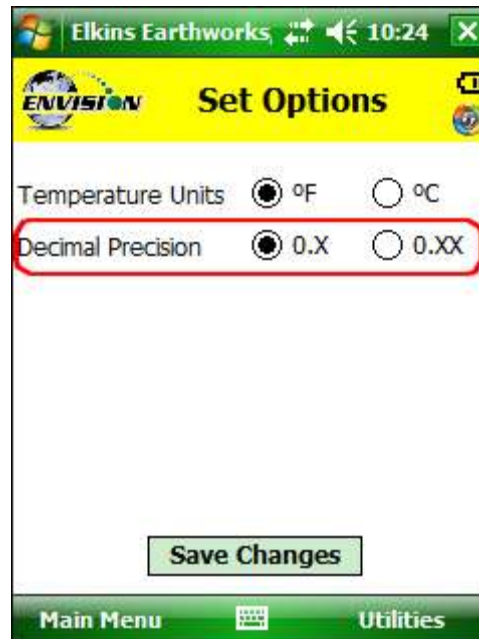 Elkins Earthworks, 10:24
ENVISION Set Options
Temperature Units ºF ºC
Decimal Precision 0.X 0.XX
Save Changes
Main Menu Utilities